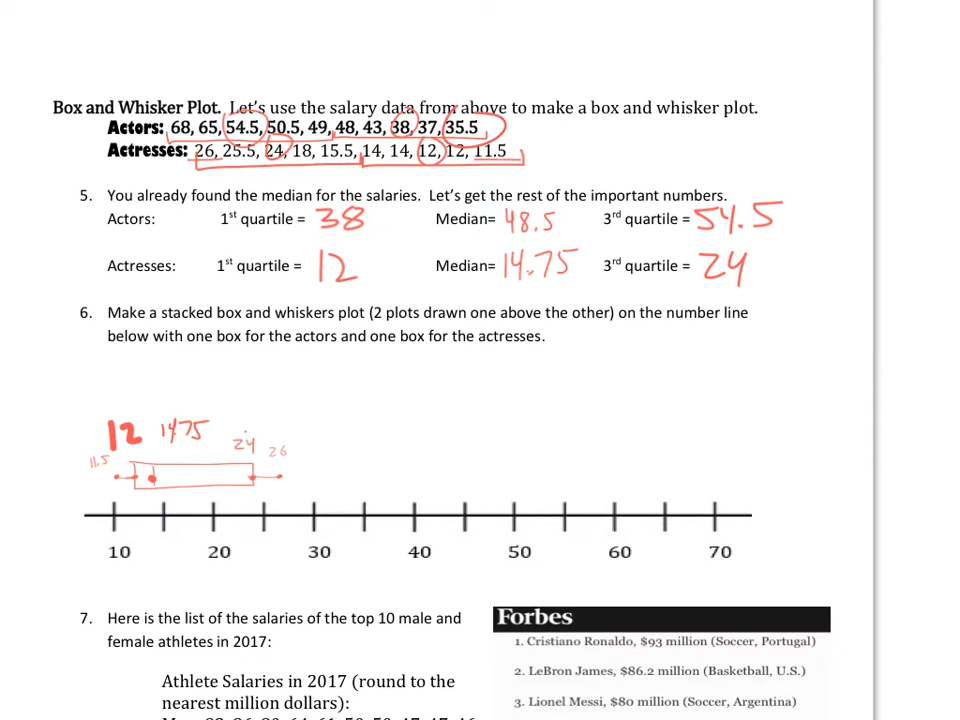 Box and Whisker Plot. Let's use the salary data from above to make a box and whisker plot.
Actors: 68, 65, 54.5, 50.5, 49, 48, 43, 38, 37, 35.5
Actresses: 26, 25.5, 24, 18, 15.5, 14, 14, 12, 12, 11.5
5. You already found the median for the salaries. Let's get the rest of the important numbers.
Actors: 1st quartile = 38 Median= 48.5 3rd quartile = 54.5
Actresses: 1st quartile = 12 Median= 14.75 3rd quartile = 24
6. Make a stacked box and whiskers plot (2 plots drawn one above the other) on the number line
below with one box for the actors and one box for the actresses.
11.5 12 14.75 24 26
10 20 30 40 50 60 70
7. Here is the list of the salaries of the top 10 male and
female athletes in 2017:
Athlete Salaries in 2017 (round to the
nearest million dollars):
Forbes
1. Cristiano Ronaldo, $93 million (Soccer, Portugal)
2. LeBron James, $86.2 million (Basketball, U.S.)
3. Lionel Messi, $80 million (Soccer, Argentina)